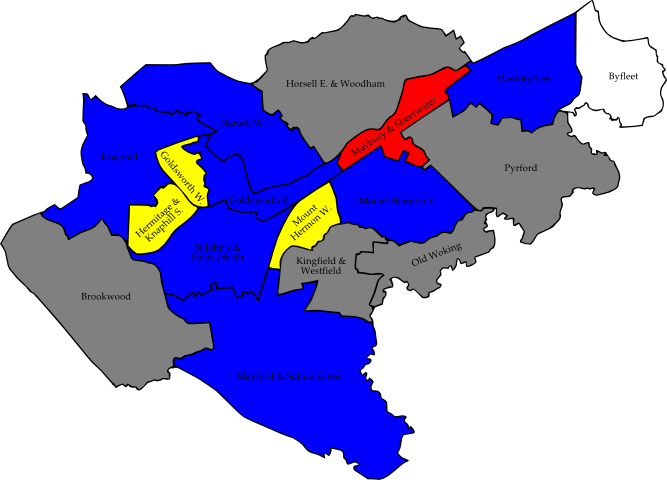 Byfleet
West Byfleet
Horsell E. & Woodham
Maybury & Sheerwater
Horsell W.
Knaphill
Goldsworth W.
Pyrford
Goldsworth E.
Mount Hermon E.
Hermitage &
Knaphill S.
Mount
Hermon W.
St John's &
Hook Heath
Old Woking
Kingfield &
Westfield
Brookwood
Mayford & Sutton Green